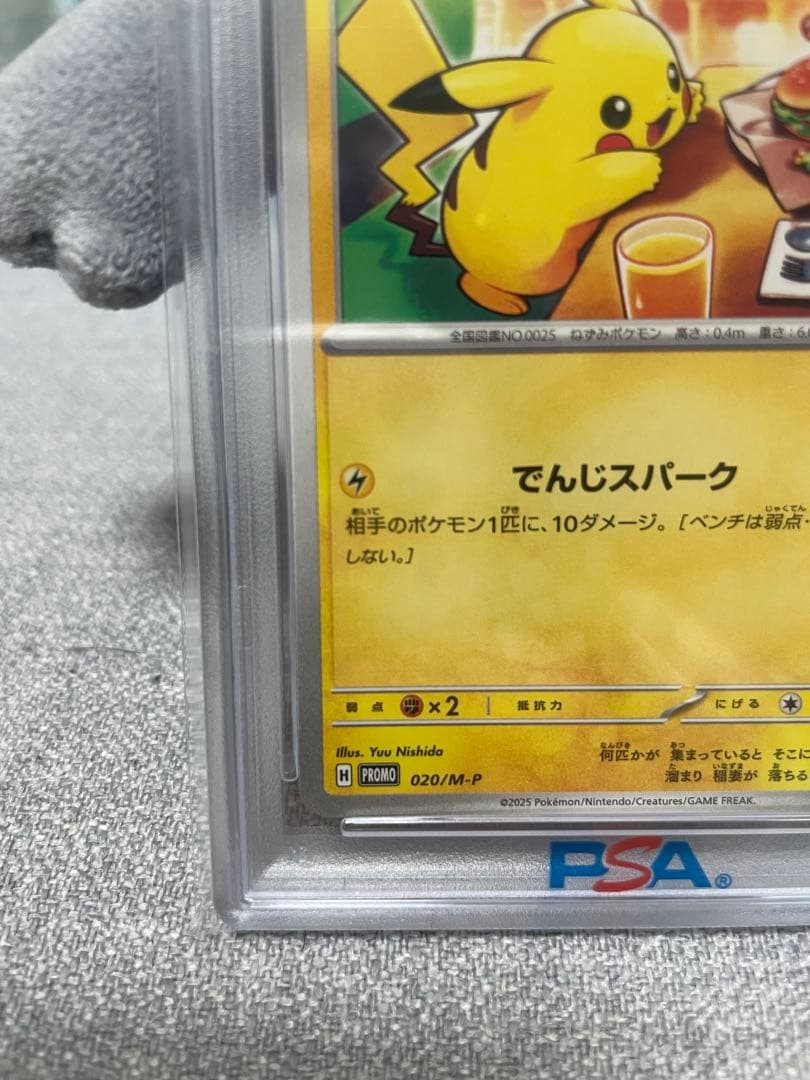 全国図鑑NO.0025 ねずみポケモン 高さ:0.4m 重さ:6.
でんじスパーク
相手のポケモン1匹に、10ダメージ。[ベンチは弱点・
しない。]
弱点 ×2 抵抗力 にげる
Illus. Yuu Nishida
何匹かが 集まっていると そこに
溜まり 稲妻が 落ちる
H PROMO 020/M-P
©2025 Pokémon/Nintendo/Creatures/GAME FREAK.
PSA®